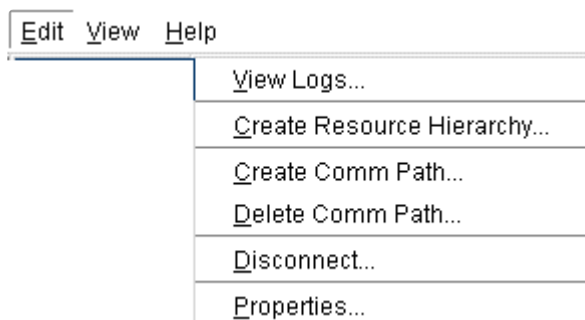 Edit View Help
View Logs...
Create Resource Hierarchy...
Create Comm Path...
Delete Comm Path...
Disconnect...
Properties...